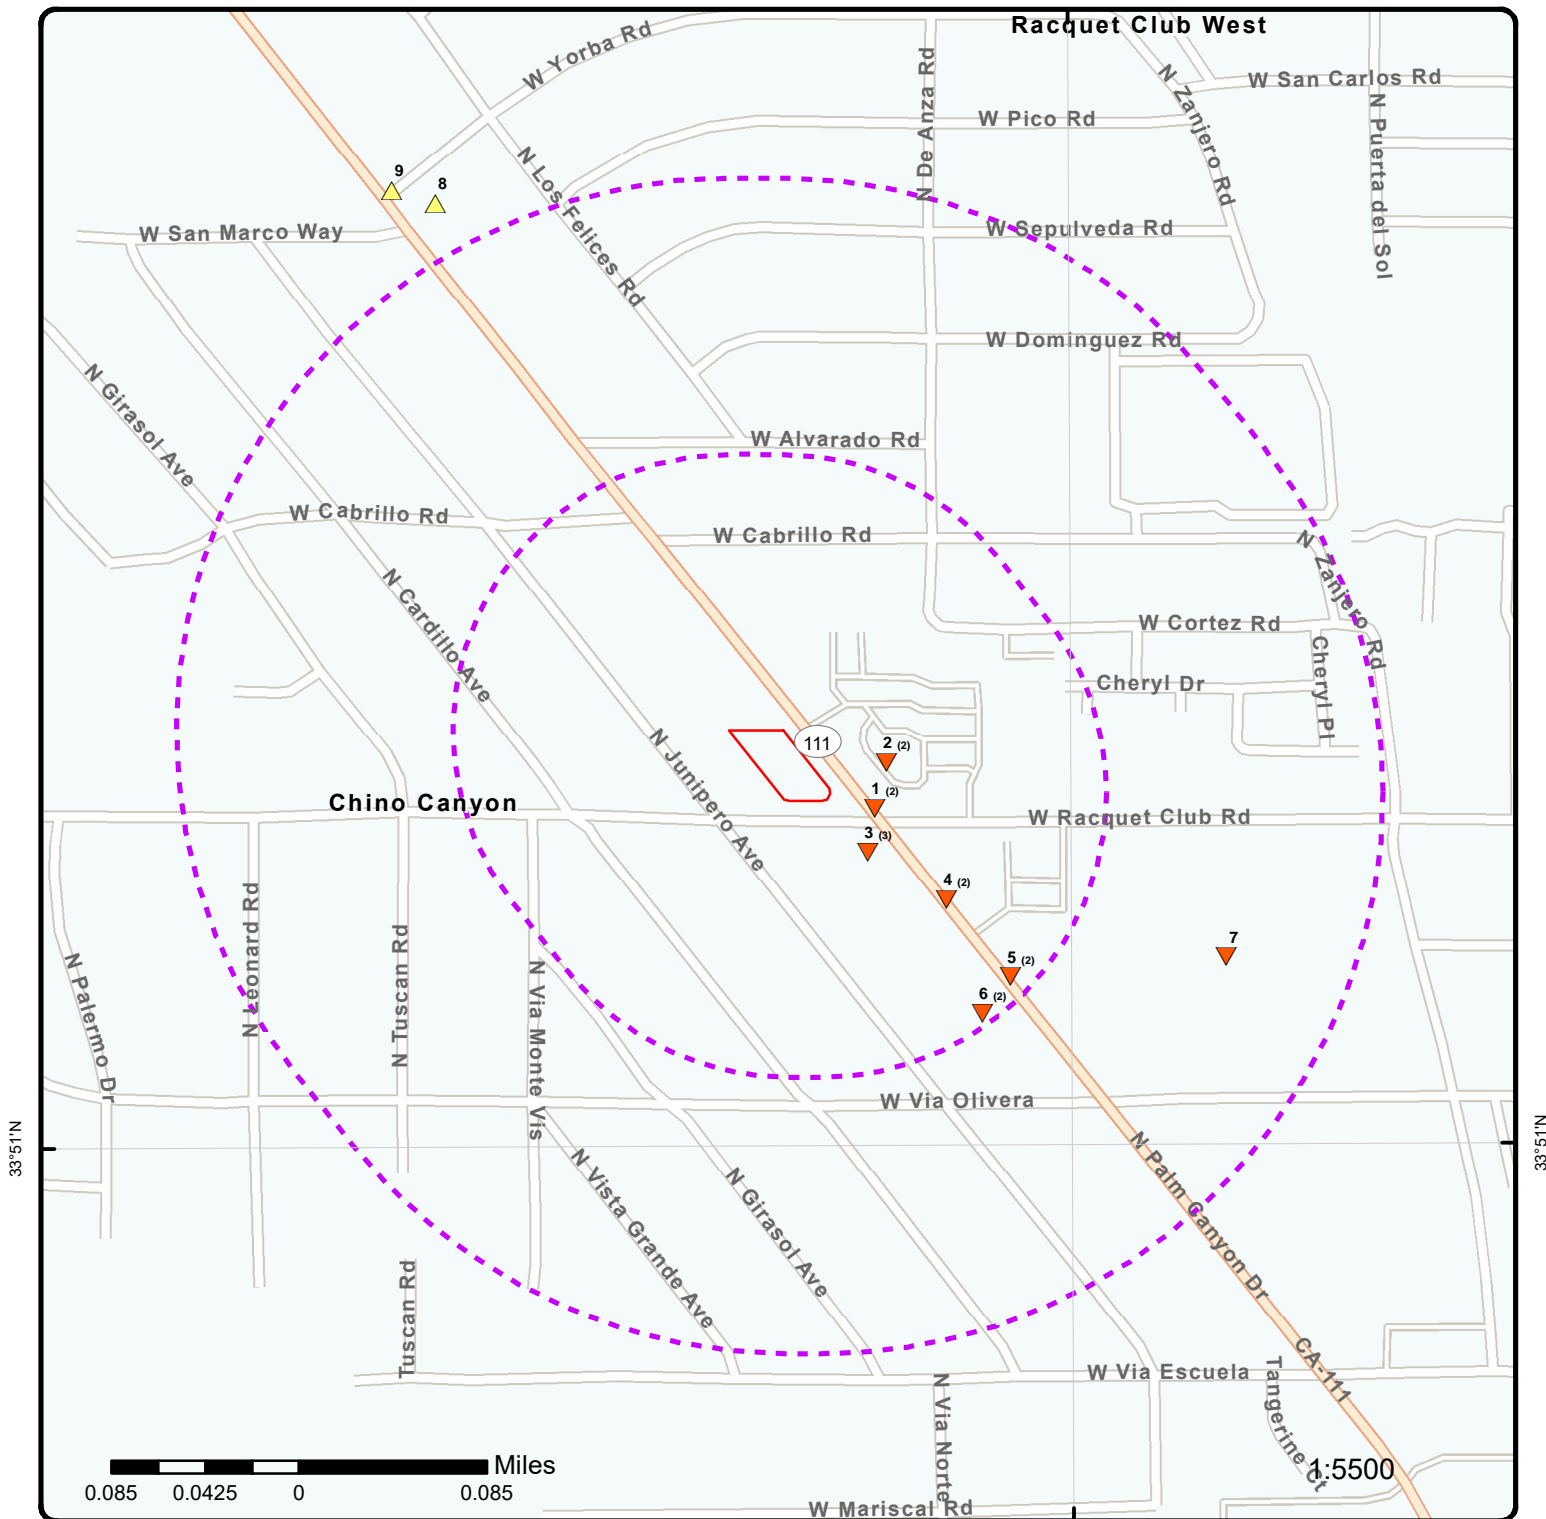 Racquet Club West
W Yorba Rd
N De Anza Rd
N Zanjero Rd
W San Carlos Rd
W Pico Rd
N Puerta del Sol
N Los Felices Rd
9
8
W San Marco Way
W Sepulveda Rd
W Dominguez Rd
N Girasol Ave
W Alvarado Rd
W Cabrillo Rd
W Cabrillo Rd
N Zanjero Rd
N Cardillo Ave
W Cortez Rd
Cheryl Dr
Cheryl Pl
N Junipero Ave
111
2 (2)
1 (2)
Chino Canyon
W Racquet Club Rd
3 (3)
4 (2)
N Leonard Rd
N Tuscan Rd
N Palermo Dr
N Via Monte Vis
5 (2)
6 (2)
7
W Via Olivera
33°51'N
33°51'N
N Palm Canyon Dr
N Vista Grande Ave
N Girasol Ave
Tuscan Rd
CA-111
W Via Escuela
N Via Norte
Tangerine Ct
Miles
1:5500
0.085
0.0425
0
0.085
W Mariscal Rd